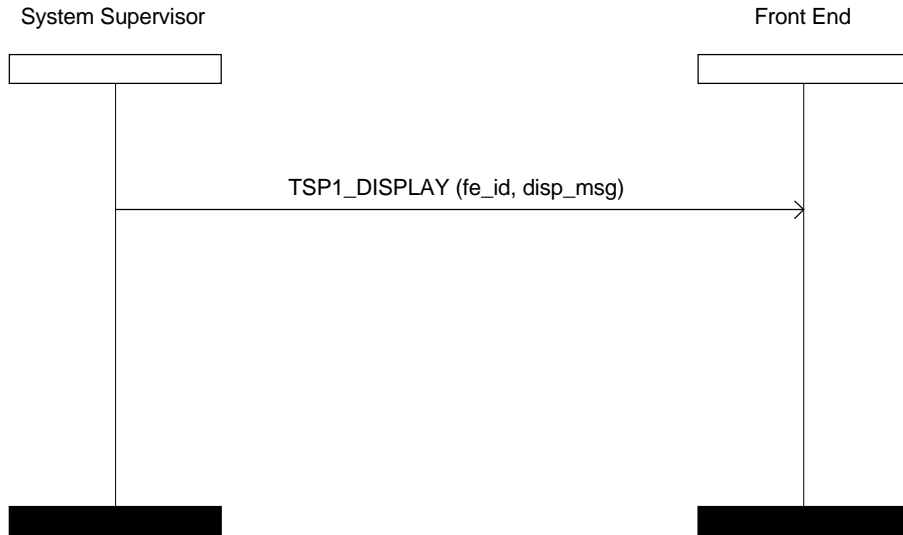 System Supervisor
Front End
TSP1_DISPLAY (fe_id, disp_msg)